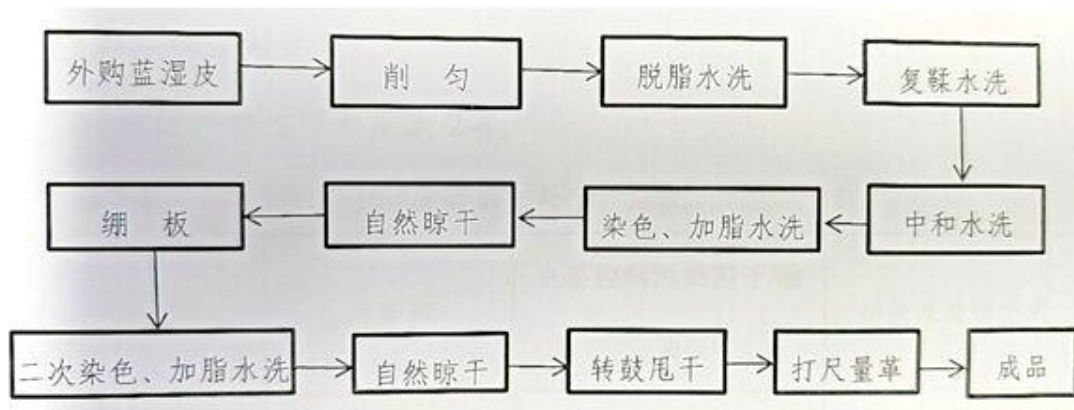 外购蓝湿皮
削 匀
脱脂水洗
复鞣水洗
中和水洗
染色、加脂水洗
自然晾干
绷 板
二次染色、加脂水洗
自然晾干
转鼓甩干
打尺量革
成品